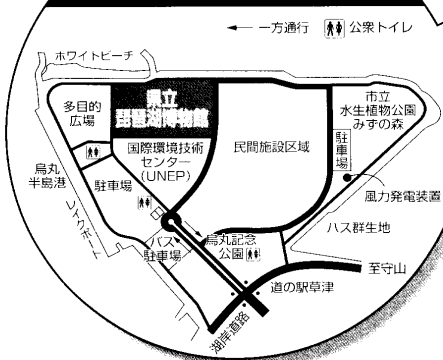 一方通行 公衆トイレ
ホワイトビーチ
多目的
広場
県立
琵琶湖博物館
国際環境技術
センター
(UNEP)
民間施設区域
市立
水生植物公園
みずの森
駐車場
風力発電装置
烏丸
半島港
駐車場
レイクポート
バス
駐車場
烏丸記念
公園
ハス群生地
至守山
道の駅草津
湖岸道路